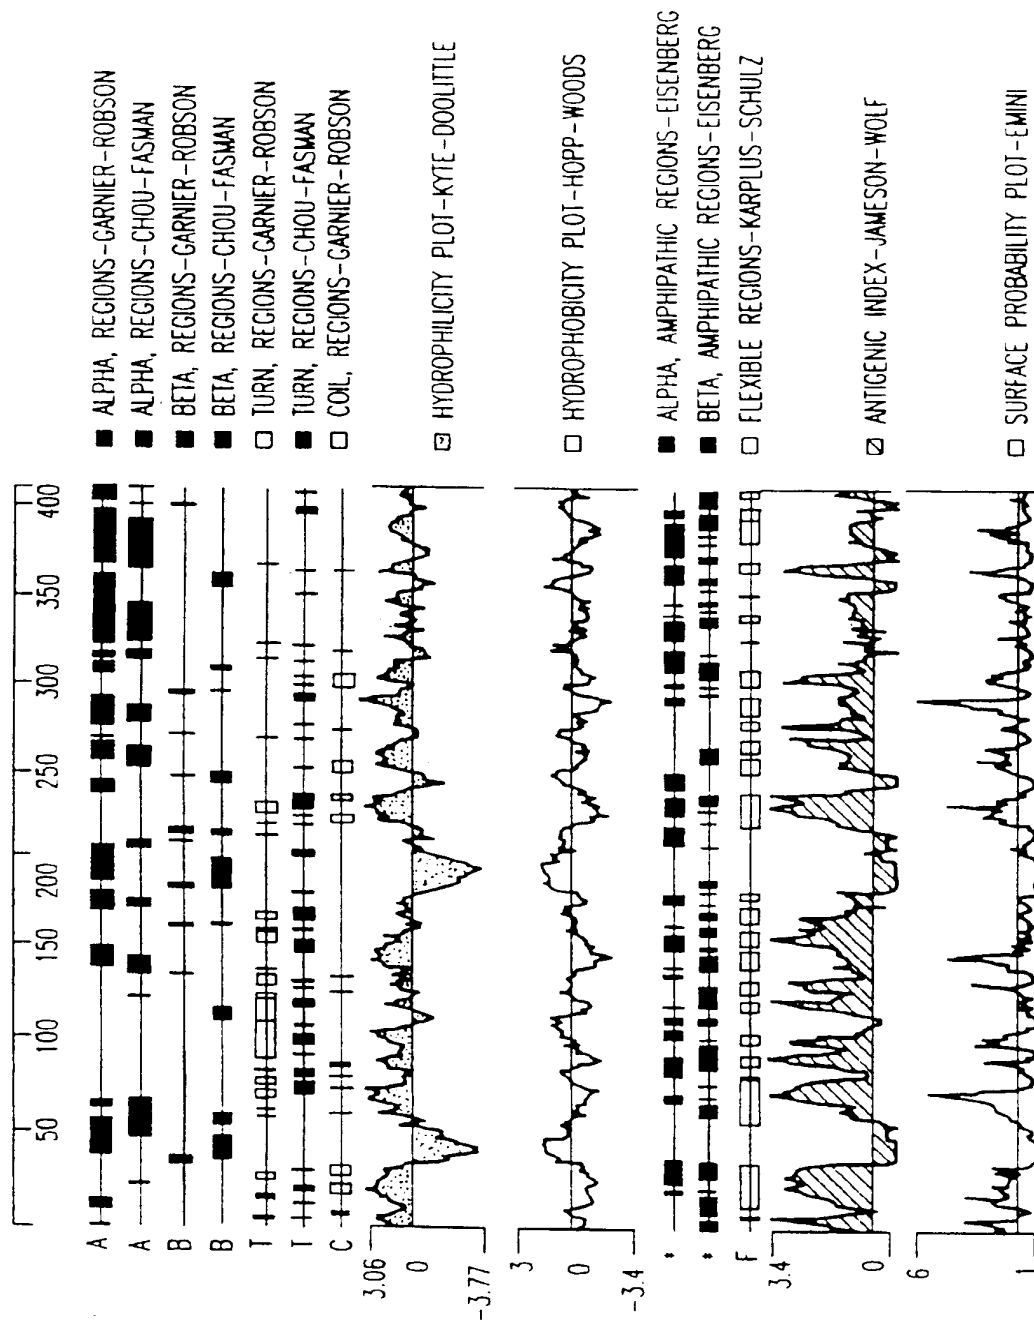 50
100
150
200
250
300
350
400
A
ALPHA, REGIONS-GARNIER-ROBSON
A
ALPHA, REGIONS-CHOU-FASMAN
B
BETA, REGIONS-GARNIER-ROBSON
B
BETA, REGIONS-CHOU-FASMAN
T
TURN, REGIONS-GARNIER-ROBSON
T
TURN, REGIONS-CHOU-FASMAN
C
COIL, REGIONS-GARNIER-ROBSON
3.06
0
-3.77
HYDROPHILICITY PLOT-KYTE-DOOLITTLE
3
0
-3.4
HYDROPHOBICITY PLOT-HOPP-WOODS
*
ALPHA, AMPHIPATHIC REGIONS-EISENBERG
*
BETA, AMPHIPATHIC REGIONS-EISENBERG
F
FLEXIBLE REGIONS-KARPLUS-SCHULZ
3.4
0
ANTIGENIC INDEX-JAMESON-WOLF
6
1
SURFACE PROBABILITY PLOT-EMINI